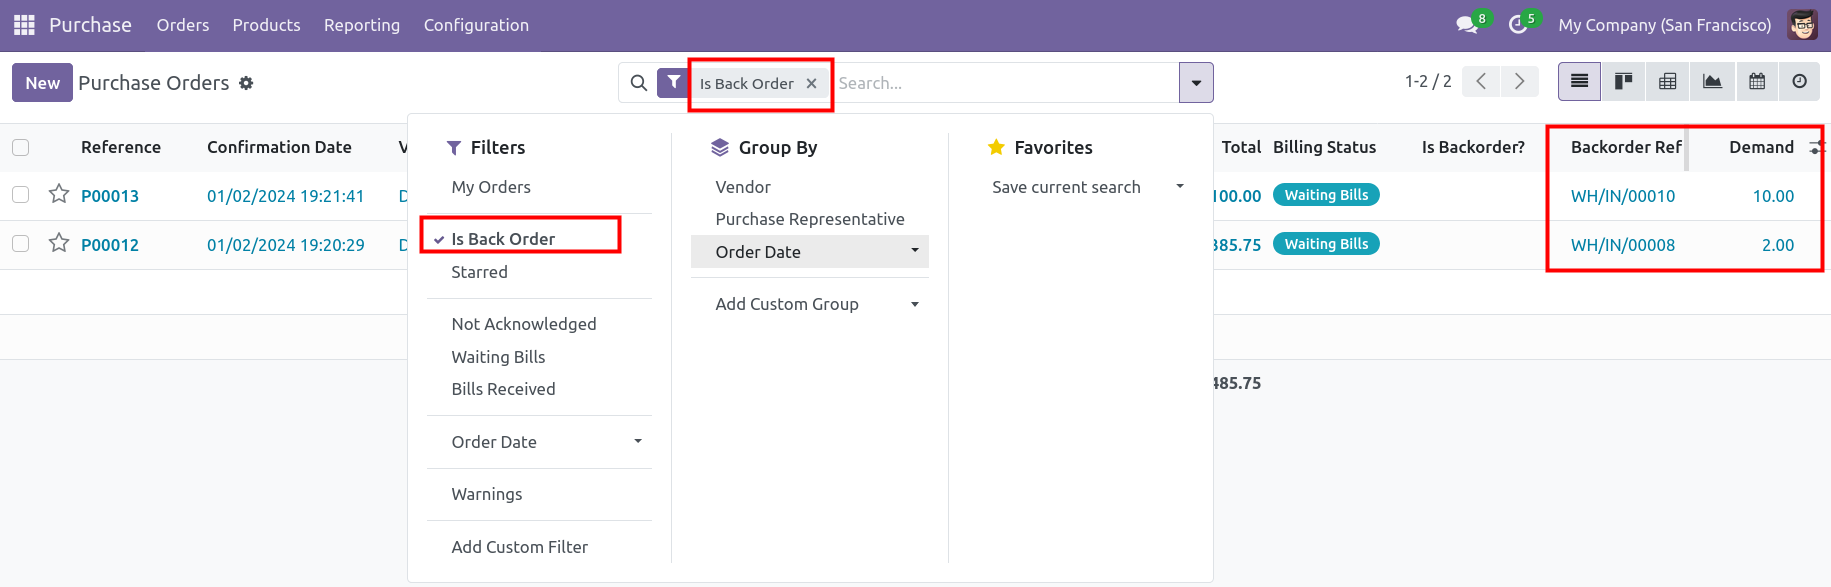 Purchase Orders Products Reporting Configuration 8 5 My Company (San Francisco)
New Purchase Orders Is Back Order × Search... 1-2 / 2
Reference Confirmation Date Total Billing Status Is Backorder? Backorder Ref Demand
P00013 01/02/2024 19:21:41 100.00 Waiting Bills WH/IN/00010 10.00
P00012 01/02/2024 19:20:29 385.75 Waiting Bills WH/IN/00008 2.00
485.75
Filters
My Orders
Is Back Order
Starred
Not Acknowledged
Waiting Bills
Bills Received
Order Date
Warnings
Add Custom Filter
Group By
Vendor
Purchase Representative
Order Date
Add Custom Group
Favorites
Save current search